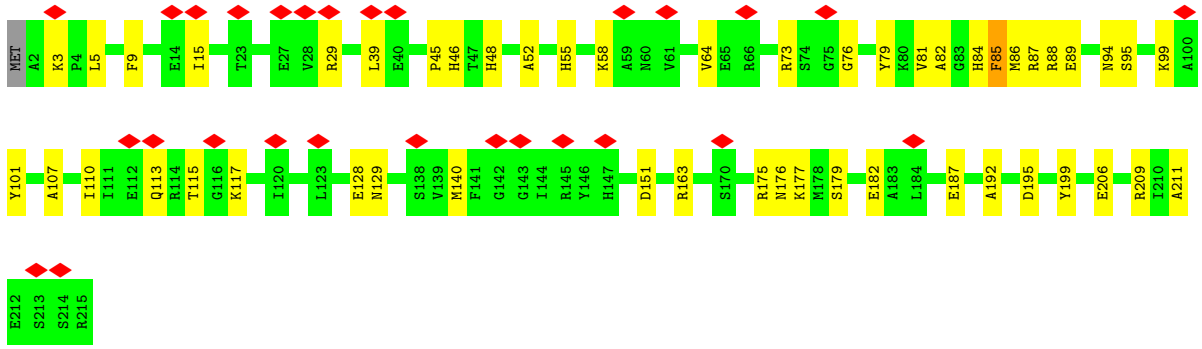 MET A2 K3 P4 L5 F9 E14 I15 T23 E27 V28 R29 L39 E40 P45 H46 T47 H48 A52 H55 K58 A59 N60 V61 V64 E65 R66 R73 S74 G75 G76 Y79 K80 V81 A82 G83 H84 F85 M86 R87 R88 E89 N94 S95 K99 A100
Y101 A107 I110 I111 E112 Q113 R114 T115 G116 K117 I120 L123 E128 N129 S138 V139 M140 F141 G142 G143 I144 R145 Y146 H147 D151 R163 S170 R175 N176 K177 M178 S179 E182 A183 L184 E187 A192 D195 Y199 E206 R209 I210 A211
E212 S213 S214 R215